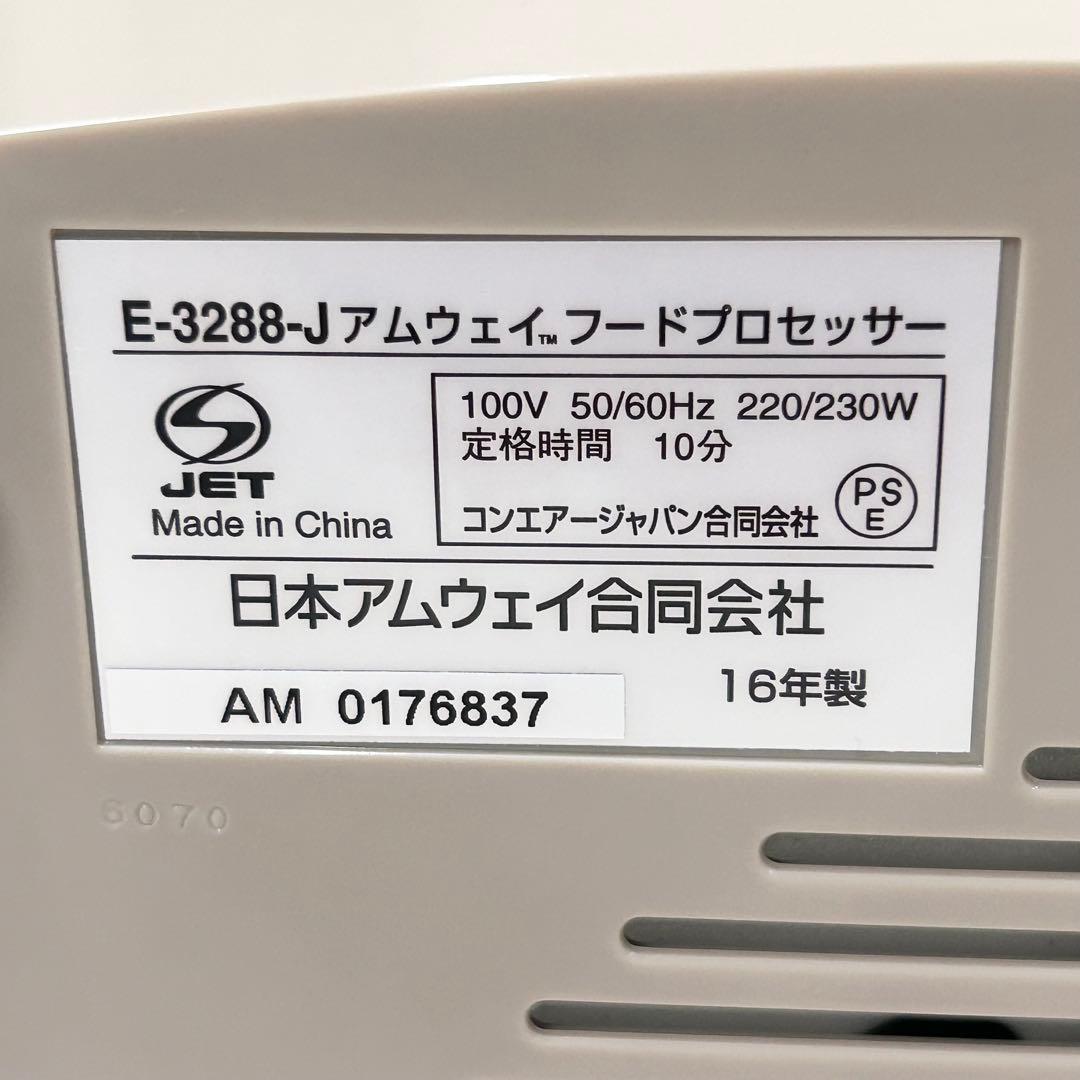 E-3288-Jアムウェイ™フードプロセッサー
JET
Made in China
100V 50/60Hz 220/230W
定格時間 10分
コンエアージャパン合同会社
PS
E
日本アムウェイ合同会社
AM 0176837
16年製
6070